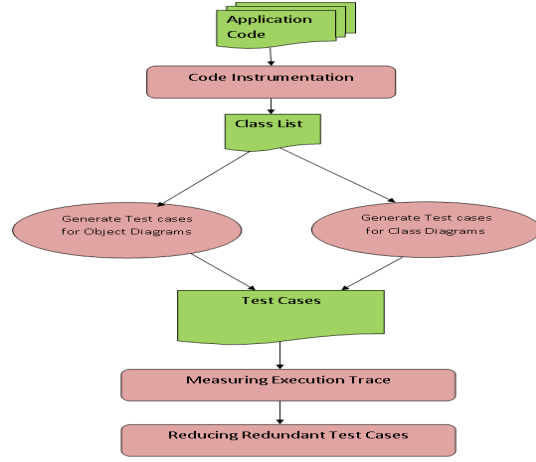 Application
Code
Code Instrumentation
Class List
Generate Test cases
for Object Diagrams
Generate Test cases
for Class Diagrams
Test Cases
Measuring Execution Trace
Reducing Redundant Test Cases